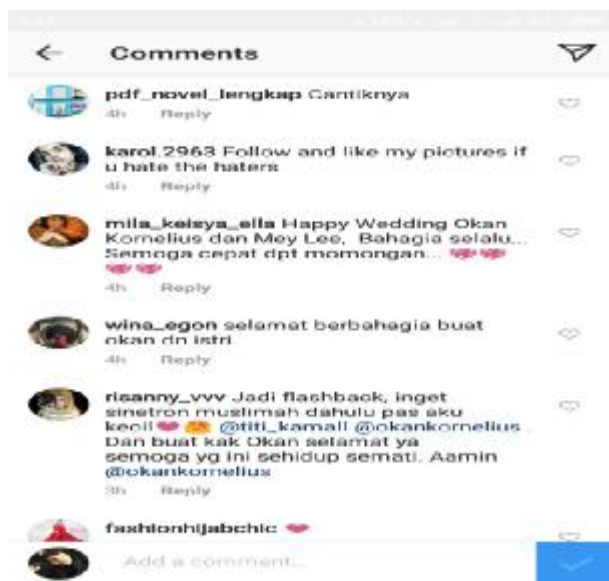 Comments
pdf_novel_lengkap Cantiknya
4h Reply
karol.2963 Follow and like my pictures if
u hate the haters
4h Reply
mila_keisya_ella Happy Wedding Okan
Kornelius dan Mey Lee, Bahagia selalu...
Semoga cepat dpt momongan...
4h Reply
wina_egon selamat berbahagia buat
okan dn istri
4h Reply
risanny_vvv Jadi flashback, inget
sinetron muslimah dahulu pas aku
kecil @titi_kamall @okankornelius .
Dan buat kak Okan selamat ya
semoga yg ini sehidup semati. Aamin
@okankornelius
3h Reply
fashionhijabchic
Add a comment...